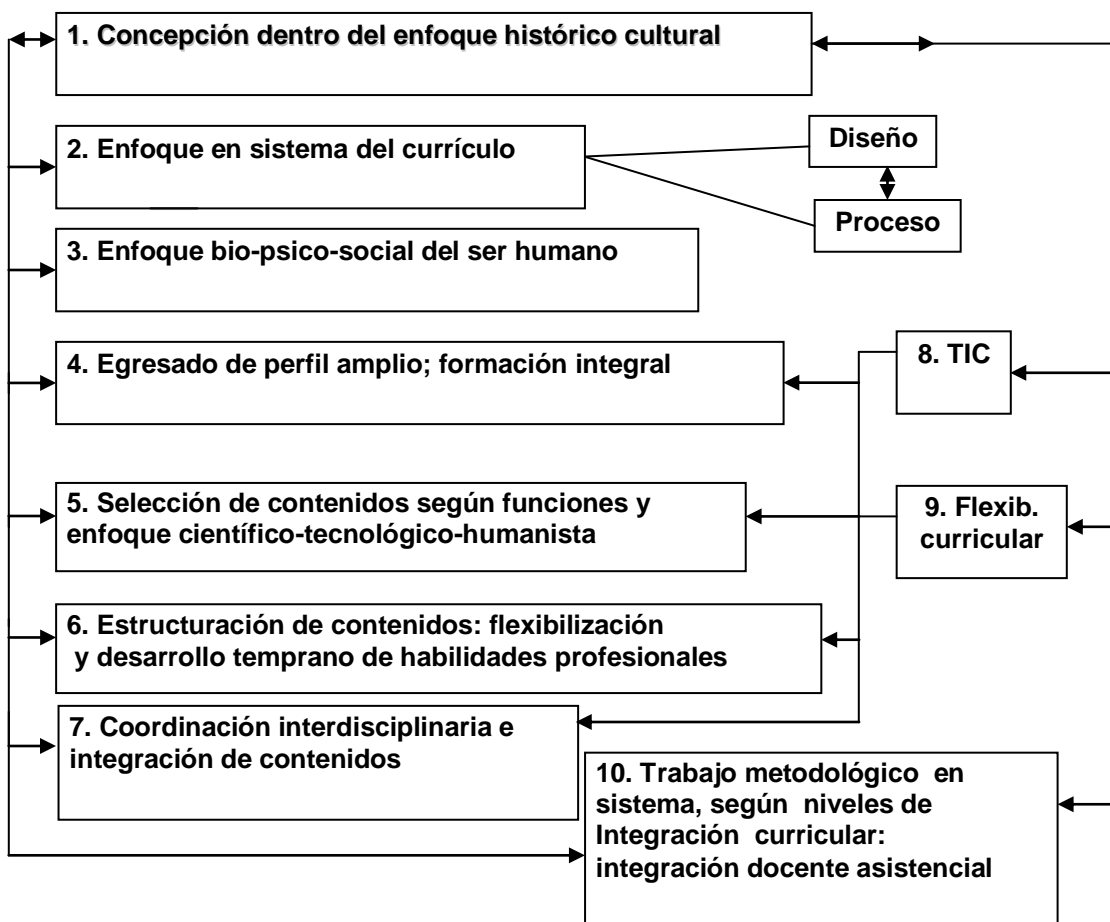 1. Concepción dentro del enfoque histórico cultural
2. Enfoque en sistema del currículo
Diseño
Proceso
3. Enfoque bio-psico-social del ser humano
4. Egresado de perfil amplio; formación integral
8. TIC
5. Selección de contenidos según funciones y
enfoque científico-tecnológico-humanista
9. Flexib.
curricular
6. Estructuración de contenidos: flexibilización
y desarrollo temprano de habilidades profesionales
7. Coordinación interdisciplinaria e
integración de contenidos
10. Trabajo metodológico en
sistema, según niveles de
Integración curricular:
integración docente asistencial